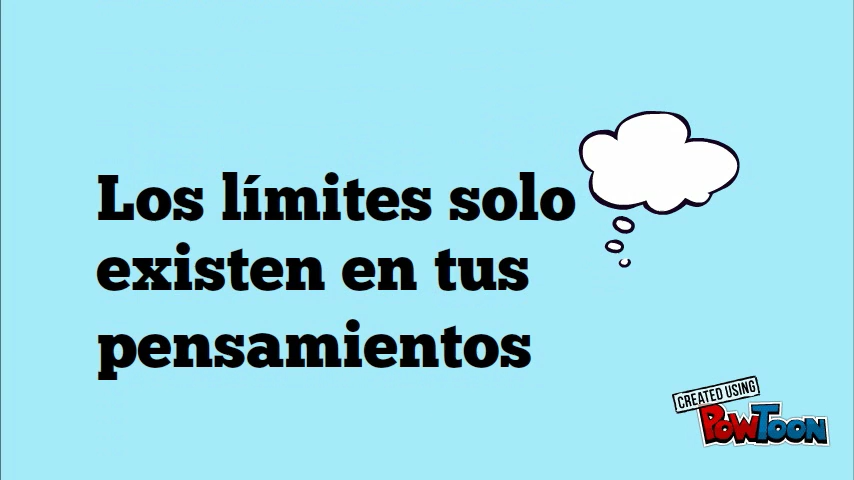 Los límites solo
existen en tus
pensamientos
CREATED USING
POWTOON